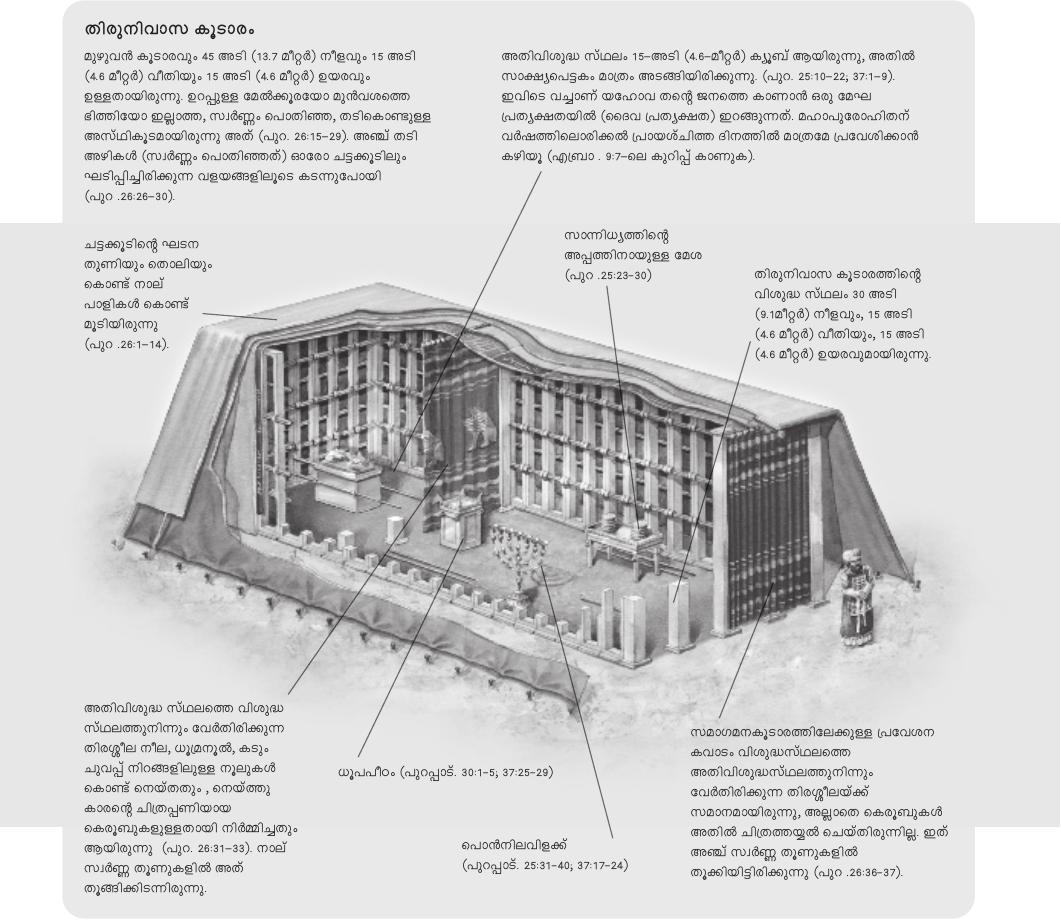 തിരുനിവാസ കൂടാരം
മുഴുവൻ കൂടാരവും 45 അടി (13.7 മീറ്റർ) നീളവും 15 അടി
(4.6 മീറ്റർ) വീതിയും 15 അടി (4.6 മീറ്റർ) ഉയരവും
ഉള്ളതായിരുന്നു. ഉറപ്പുള്ള മേൽക്കൂരയോ മുൻവശത്തെ
ഭിത്തിയോ ഇല്ലാത്ത, സ്വർണ്ണം പൊതിഞ്ഞ, തടികൊണ്ടുള്ള
അസ്ഥികൂടമായിരുന്നു അത് (പുറ. 26:15–29). അഞ്ച് തടി
അഴികൾ (സ്വർണ്ണം പൊതിഞ്ഞത്) ഓരോ ചട്ടക്കൂടിലും
ഘടിപ്പിച്ചിരിക്കുന്ന വളയങ്ങളിലൂടെ കടന്നുപോയി
(പുറ .26:26–30).
അതിവിശുദ്ധ സ്ഥലം 15–അടി (4.6–മീറ്റർ) ക്യൂബ് ആയിരുന്നു, അതിൽ
സാക്ഷ്യപെട്ടകം മാത്രം അടങ്ങിയിരിക്കുന്നു. (പുറ. 25:10–22; 37:1–9).
ഇവിടെ വച്ചാണ് യഹോവ തന്റെ ജനത്തെ കാണാൻ ഒരു മേഘ
പ്രത്യക്ഷതയിൽ (ദൈവ പ്രത്യക്ഷത) ഇറങ്ങുന്നത്. മഹാപുരോഹിതന്
വർഷത്തിലൊരിക്കൽ പ്രായശ്ചിത്ത ദിനത്തിൽ മാത്രമേ പ്രവേശിക്കാൻ
കഴിയൂ (എബ്രാ . 9:7–ലെ കുറിപ്പ് കാണുക).
ചട്ടക്കൂടിന്റെ ഘടന
തുണിയും തൊലിയും
കൊണ്ട് നാല്
പാളികൾ കൊണ്ട്
മൂടിയിരുന്നു
(പുറ .26:1–14).
സാന്നിധ്യത്തിന്റെ
അപ്പത്തിനായുള്ള മേശ
(പുറ .25:23–30)
തിരുനിവാസ കൂടാരത്തിന്റെ
വിശുദ്ധ സ്ഥലം 30 അടി
(9.1മീറ്റർ) നീളവും, 15 അടി
(4.6 മീറ്റർ) വീതിയും, 15 അടി
(4.6 മീറ്റർ) ഉയരവുമായിരുന്നു.
അതിവിശുദ്ധ സ്ഥലത്തെ വിശുദ്ധ
സ്ഥലത്തുനിന്നും വേർതിരിക്കുന്ന
തിരശ്ശീല നീല, ധൂമ്രനൂൽ, കടും
ചുവപ്പ് നിറങ്ങളിലുള്ള നൂലുകൾ
കൊണ്ട് നെയ്തതും , നെയ്ത്തു
കാരന്റെ ചിത്രപ്പണിയായ
കെരൂബുകളുള്ളതായി നിർമ്മിച്ചതും
ആയിരുന്നു (പുറ. 26:31–33). നാല്
സ്വർണ്ണ തൂണുകളിൽ അത്
തൂങ്ങിക്കിടന്നിരുന്നു.
ധൂപപീഠം (പുറപ്പാട്. 30:1–5; 37:25–29)
പൊൻനിലവിളക്ക്
(പുറപ്പാട്. 25:31–40; 37:17–24)
സമാഗമനകൂടാരത്തിലേക്കുള്ള പ്രവേശന
കവാടം വിശുദ്ധസ്ഥലത്തെ
അതിവിശുദ്ധസ്ഥലത്തുനിന്നും
വേർതിരിക്കുന്ന തിരശ്ശീലയ്ക്ക്
സമാനമായിരുന്നു, അല്ലാതെ കെരൂബുകൾ
അതിൽ ചിത്രത്തയ്യൽ ചെയ്തിരുന്നില്ല. ഇത്
അഞ്ച് സ്വർണ്ണ തൂണുകളിൽ
തൂക്കിയിട്ടിരിക്കുന്നു (പുറ .26:36–37).